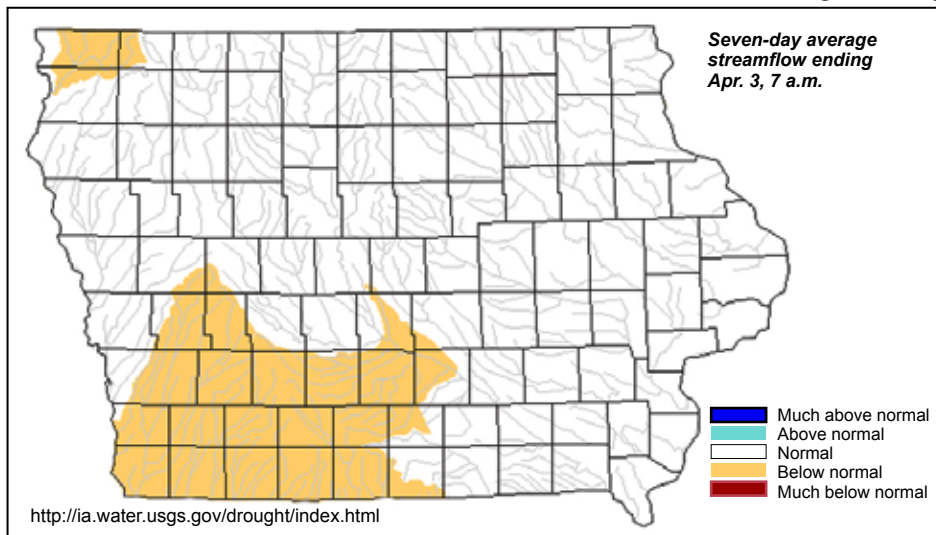 Seven-day average
streamflow ending
Apr. 3, 7 a.m.
Much above normal
Above normal
Normal
Below normal
Much below normal
http://ia.water.usgs.gov/drought/index.html